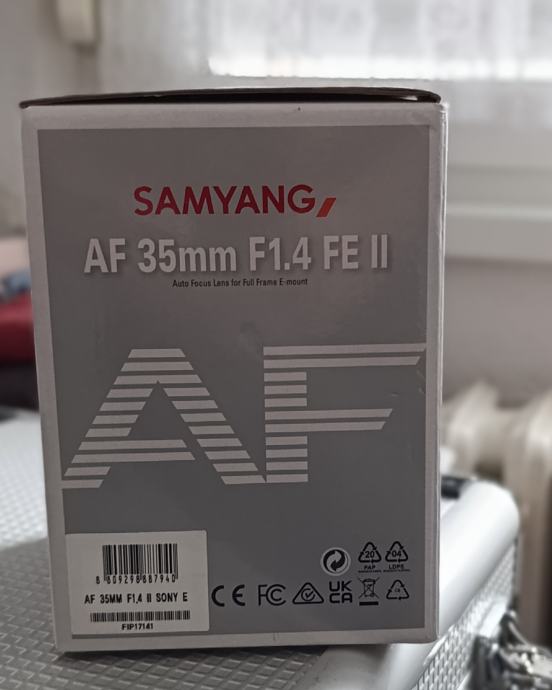 SAMYANG
AF 35mm F1.4 FE II
Auto Focus Lens for Full Frame E-mount
AF
8 809298 887940
AF 35MM F1,4 II SONY E
FIP17141
20
PAP
04
LDPE
CE FC UK
CA